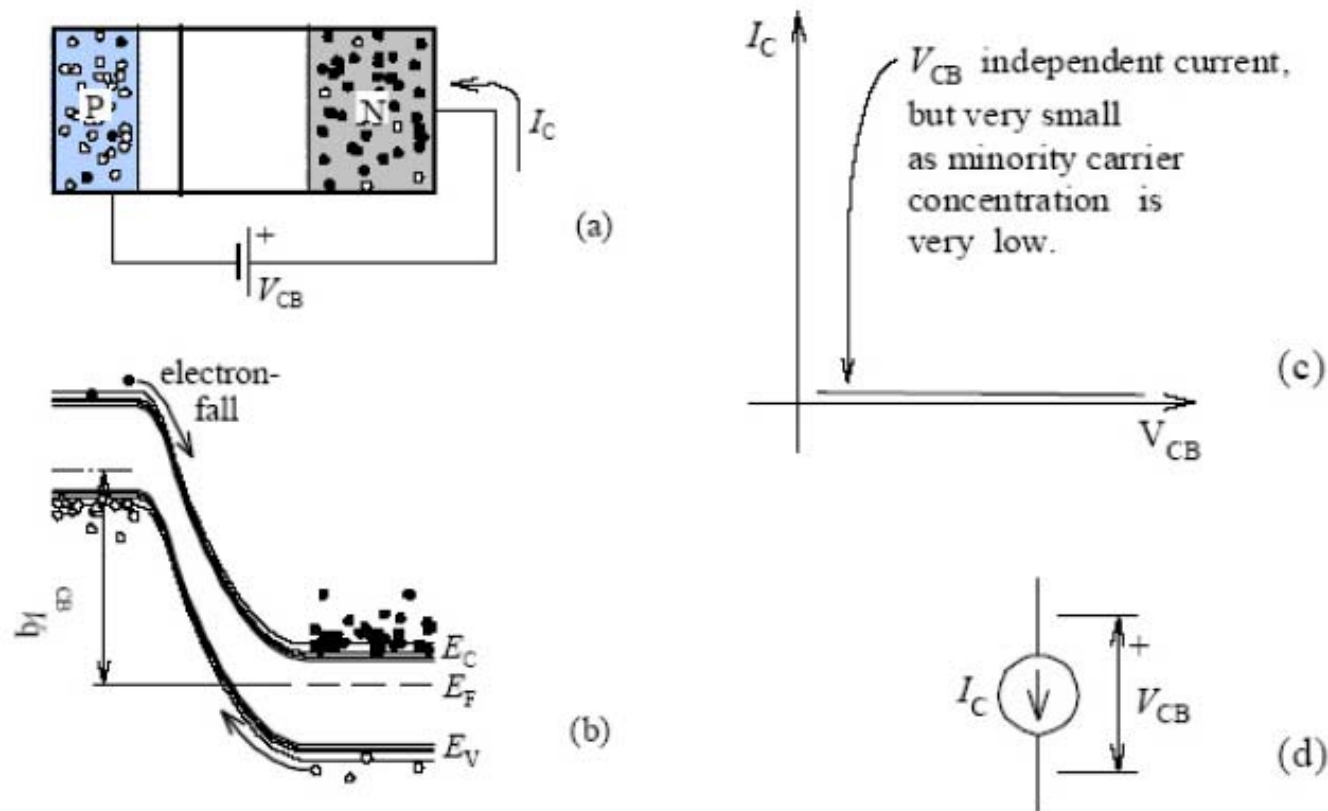 P
N
I_C
(a)
+
V_CB
electron-
fall
qV_CB
E_C
E_F
E_V
(b)
I_C
V_CB independent current,
but very small
as minority carrier
concentration is
very low.
(c)
V_CB
I_C
+
V_CB
(d)